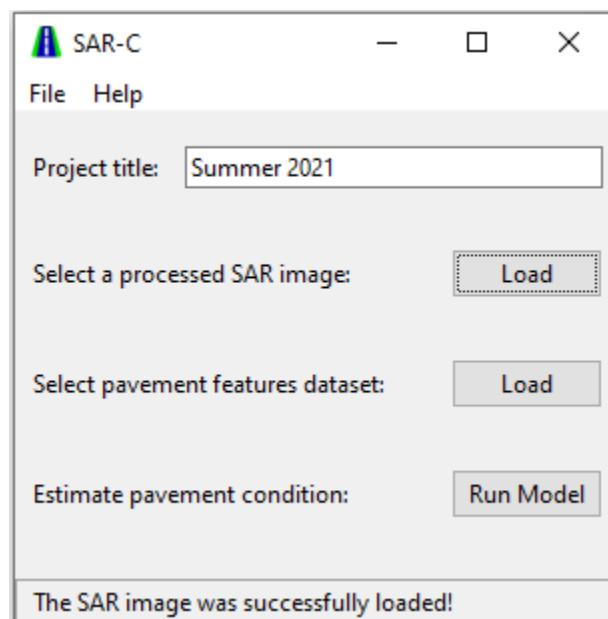 SAR-C
File Help
Project title: Summer 2021
Select a processed SAR image: Load
Select pavement features dataset: Load
Estimate pavement condition: Run Model
The SAR image was successfully loaded!